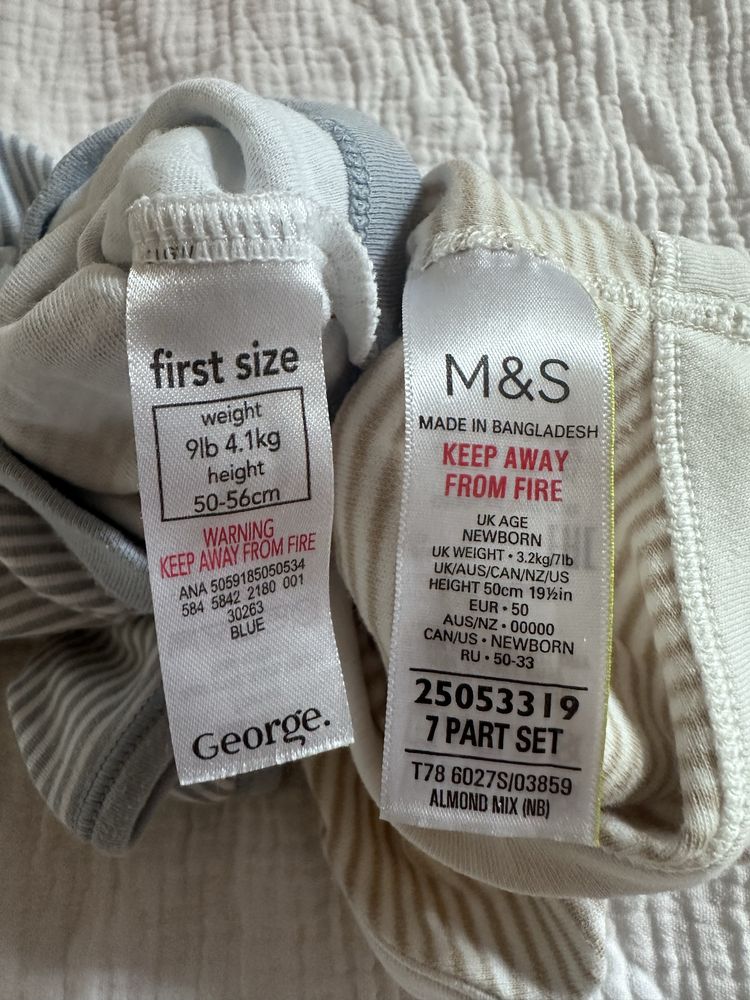 first size
weight
9lb 4.1kg
height
50-56cm
WARNING
KEEP AWAY FROM FIRE
ANA 5059185050534
584 5842 2180 001
30263
BLUE
George.
M&S
MADE IN BANGLADESH
KEEP AWAY
FROM FIRE
UK AGE
NEWBORN
UK WEIGHT • 3.2kg/7lb
UK/AUS/CAN/NZ/US
HEIGHT 50cm 19½in
EUR • 50
AUS/NZ • 00000
CAN/US • NEWBORN
RU • 50-33
25053319
7 PART SET
T78 6027S/03859
ALMOND MIX (NB)